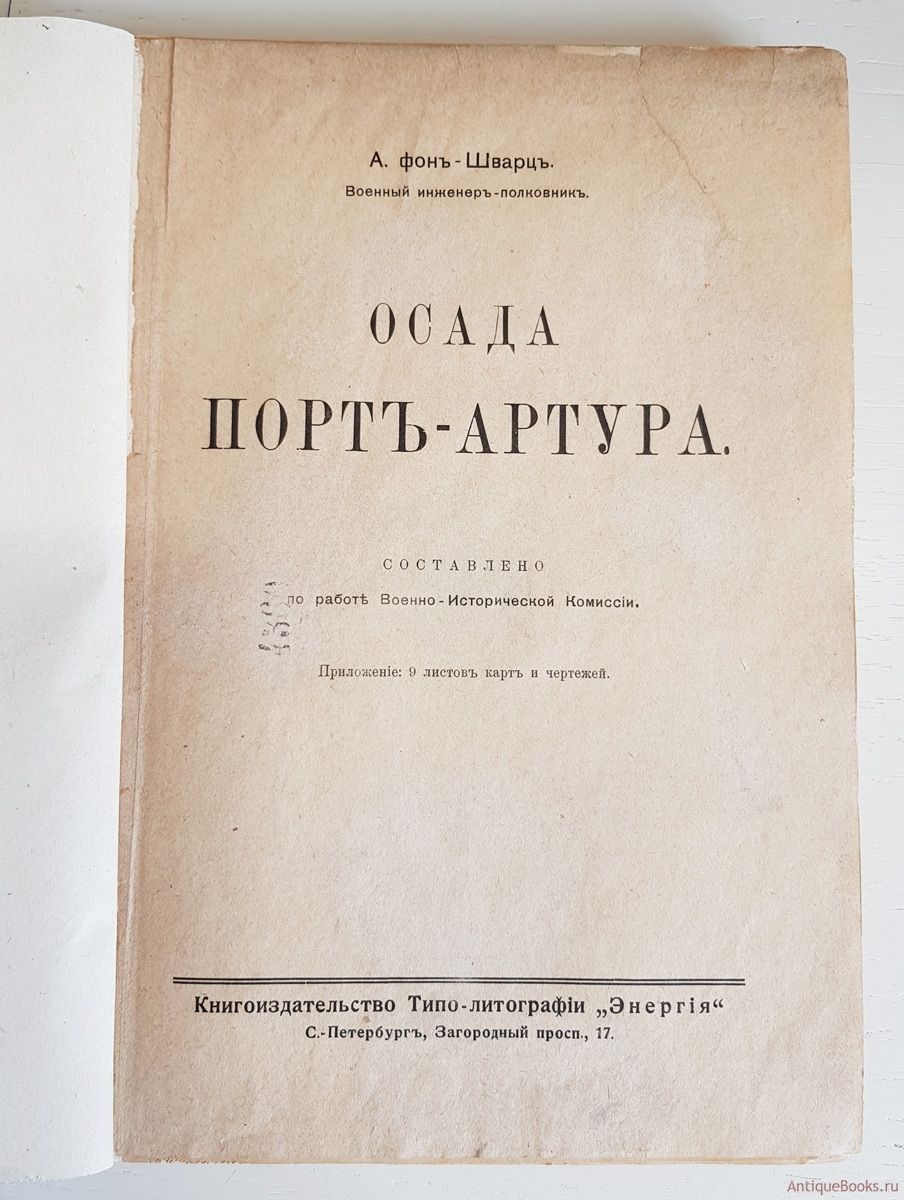 А. фонъ-Шварцъ.
Военный инженеръ-полковникъ.
ОСАДА
ПОРТЪ-АРТУРА.
СОСТАВЛЕНО
по работѣ Военно-Исторической Комиссіи.
Приложеніе: 9 листовъ картъ и чертежей.
Книгоиздательство Типо-литографіи „Энергія“
С.-Петербургъ, Загородный просп., 17.
AntiqueBooks.ru